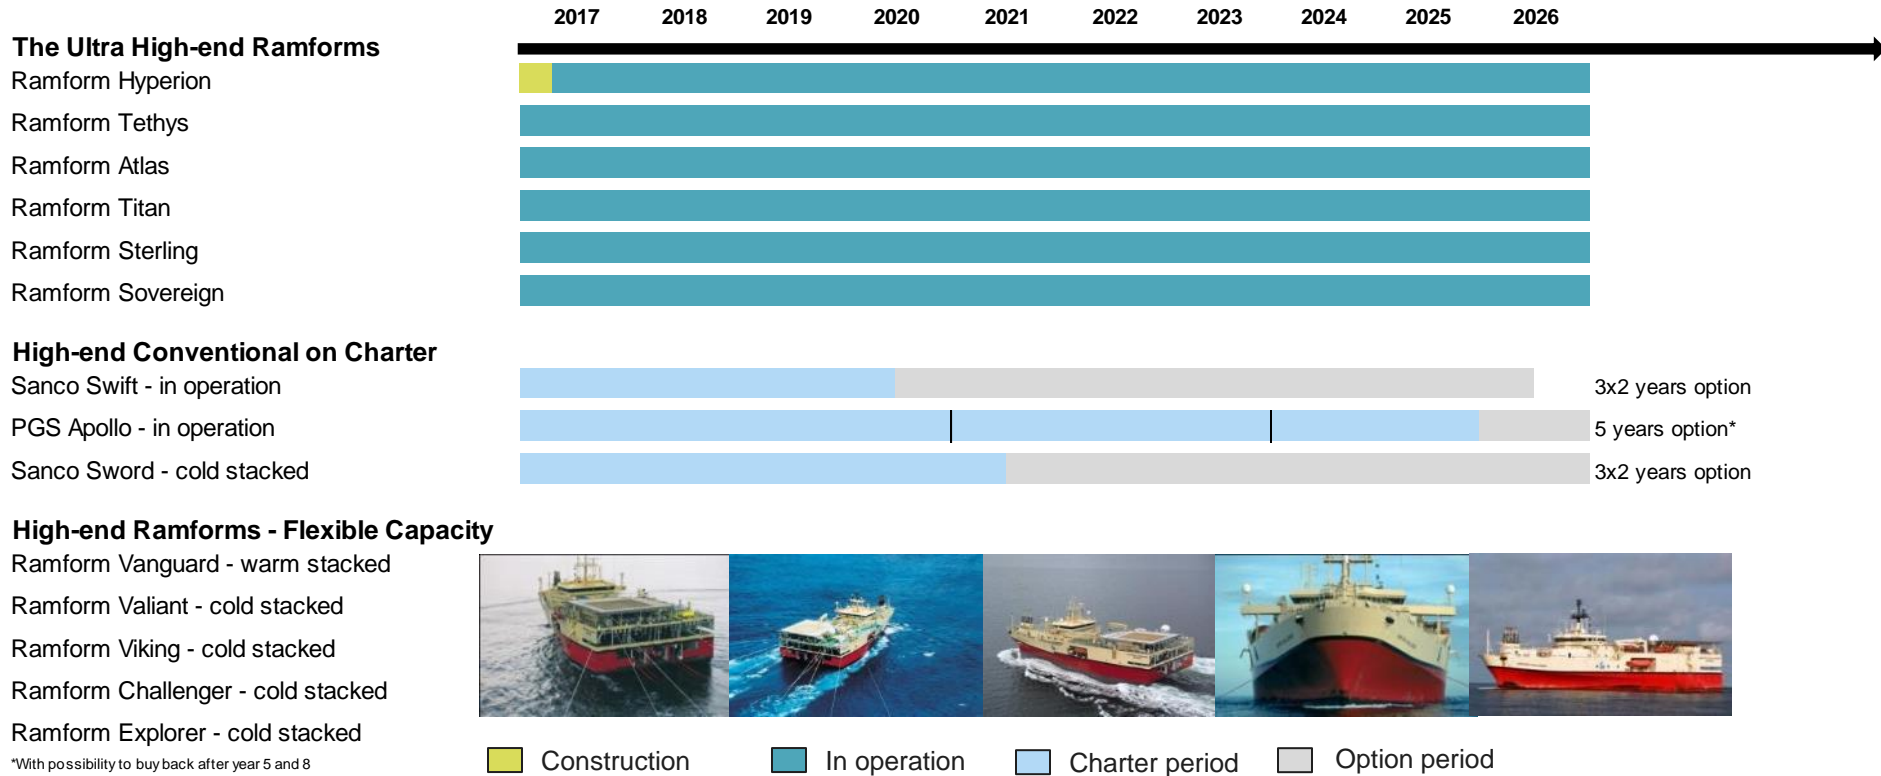 2017 2018 2019 2020 2021 2022 2023 2024 2025 2026
The Ultra High-end Ramforms
Ramform Hyperion
Ramform Tethys
Ramform Atlas
Ramform Titan
Ramform Sterling
Ramform Sovereign
High-end Conventional on Charter
Sanco Swift - in operation 3x2 years option
PGS Apollo - in operation 5 years option*
Sanco Sword - cold stacked 3x2 years option
High-end Ramforms - Flexible Capacity
Ramform Vanguard - warm stacked
Ramform Valiant - cold stacked
Ramform Viking - cold stacked
Ramform Challenger - cold stacked
Ramform Explorer - cold stacked
*With possibility to buy back after year 5 and 8
Construction In operation Charter period Option period